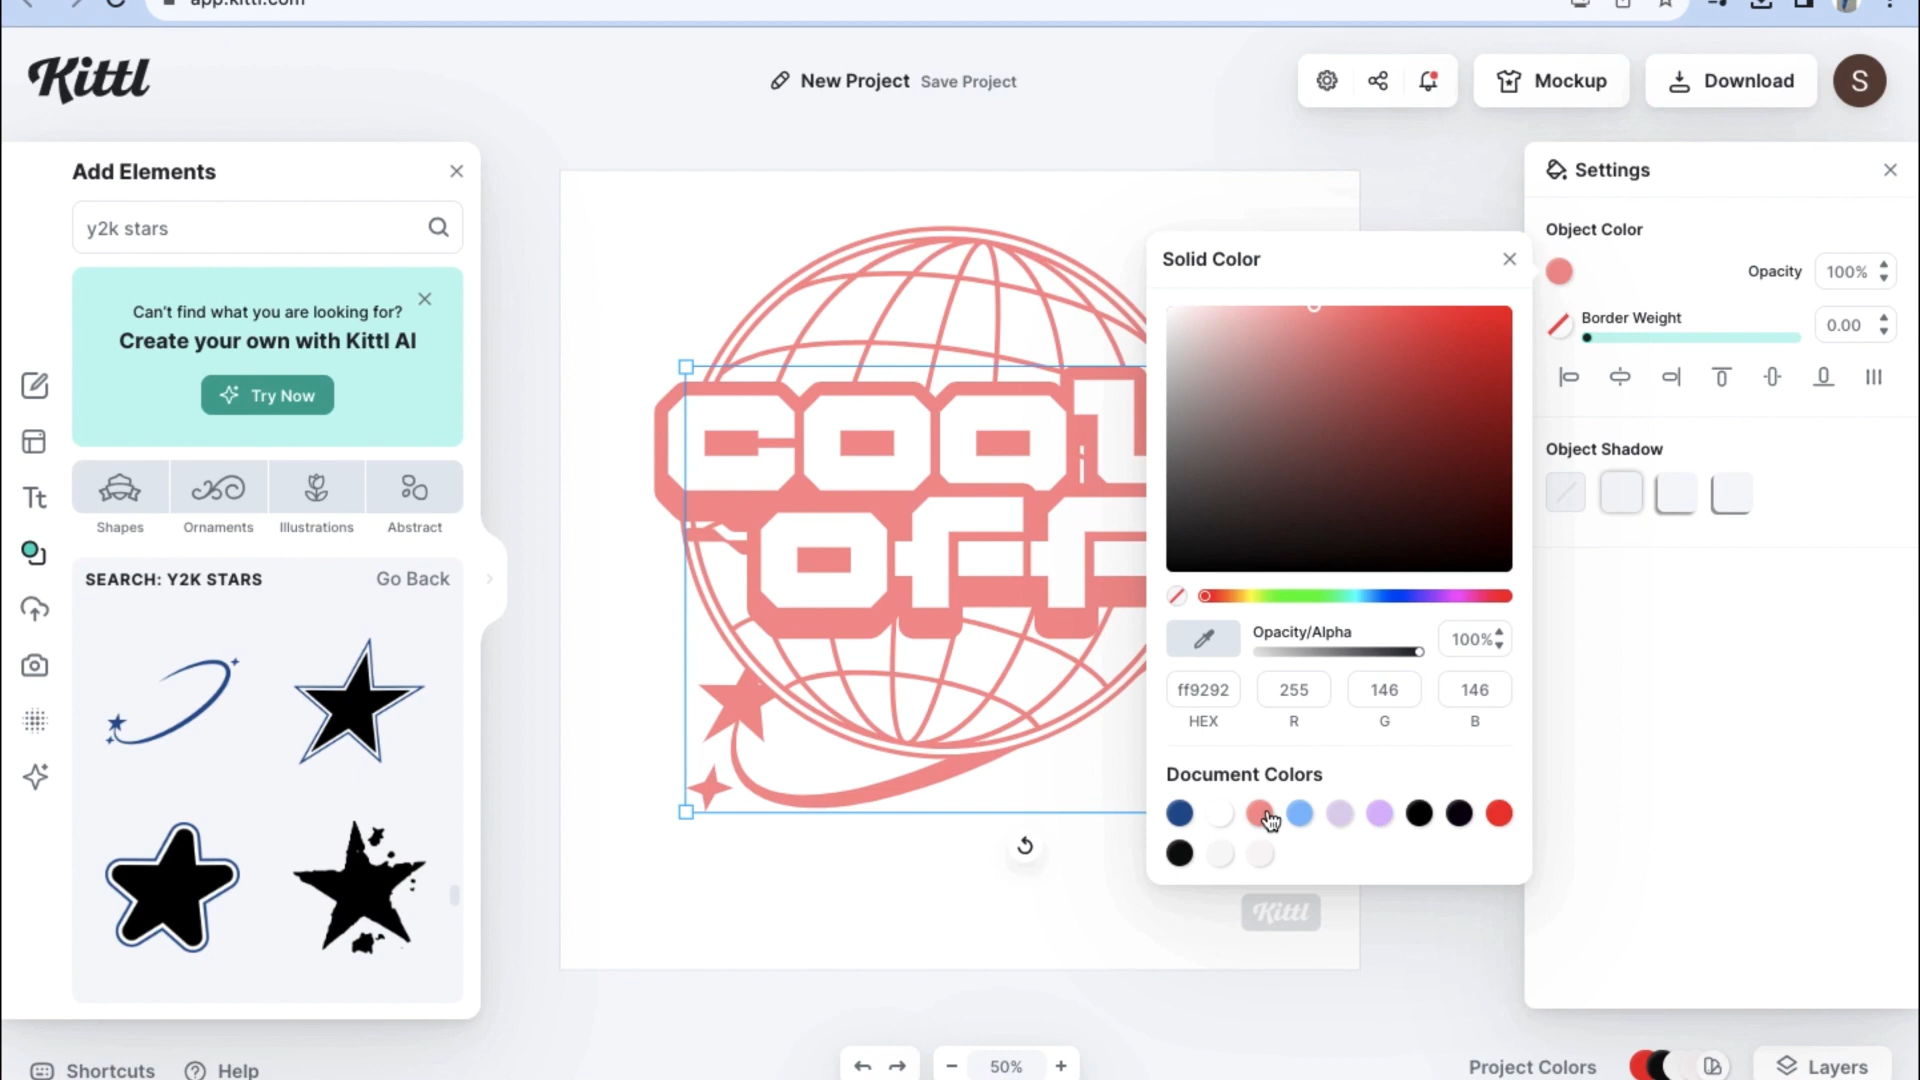 app.kittl.com
Kittl
New Project Save Project
Mockup
Download
S
Add Elements
y2k stars
Can't find what you are looking for?
Create your own with Kittl AI
Try Now
Shapes
Ornaments
Illustrations
Abstract
SEARCH: Y2K STARS
Go Back
Tt
cool
off
Kittl
Solid Color
Opacity/Alpha
100%
ff9292
255
146
146
HEX
R
G
B
Document Colors
Settings
Object Color
Opacity
100%
Border Weight
0.00
Object Shadow
Shortcuts
Help
50%
Project Colors
Layers